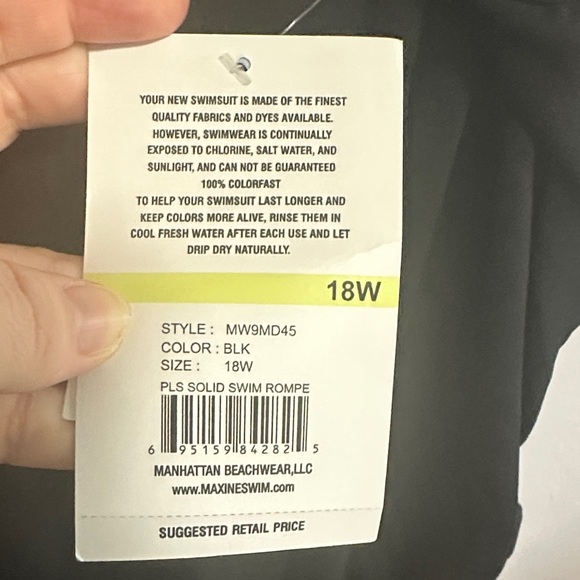 YOUR NEW SWIMSUIT IS MADE OF THE FINEST
QUALITY FABRICS AND DYES AVAILABLE.
HOWEVER, SWIMWEAR IS CONTINUALLY
EXPOSED TO CHLORINE, SALT WATER, AND
SUNLIGHT, AND CAN NOT BE GUARANTEED
100% COLORFAST
TO HELP YOUR SWIMSUIT LAST LONGER AND
KEEP COLORS MORE ALIVE, RINSE THEM IN
COOL FRESH WATER AFTER EACH USE AND LET
DRIP DRY NATURALLY.
18W
STYLE : MW9MD45
COLOR : BLK
SIZE : 18W
PLS SOLID SWIM ROMPE
6 95159 84282 5
MANHATTAN BEACHWEAR,LLC
www.MAXINESWIM.com
SUGGESTED RETAIL PRICE